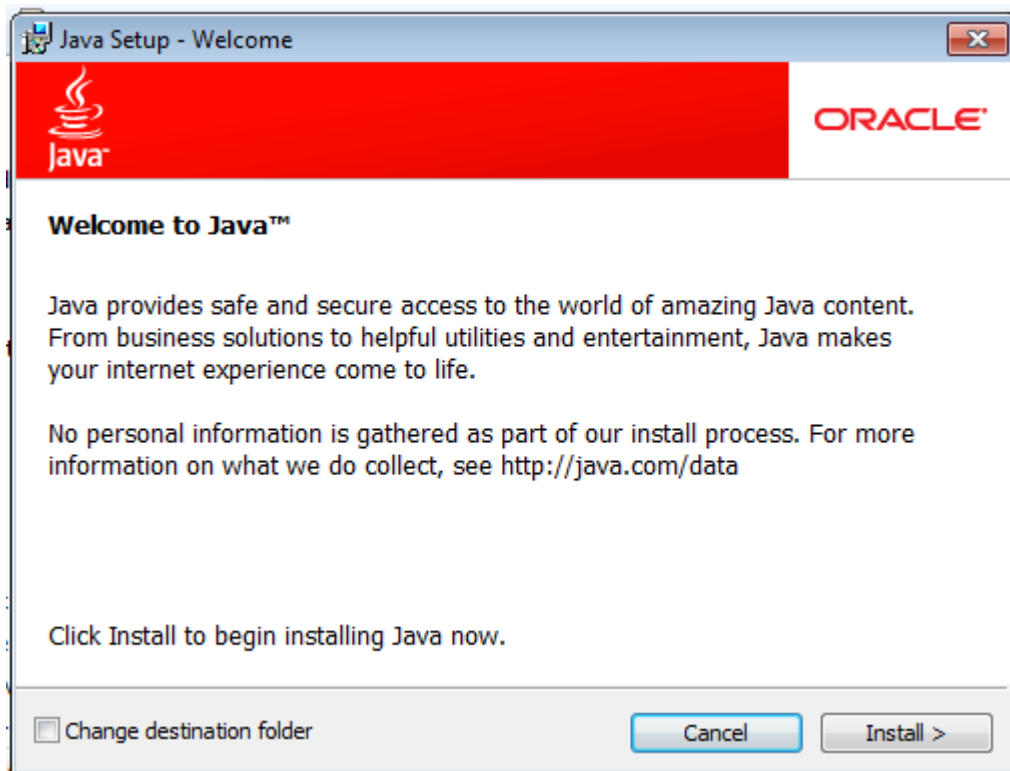 Java Setup - Welcome
Java™
ORACLE®
Welcome to Java™
Java provides safe and secure access to the world of amazing Java content.
From business solutions to helpful utilities and entertainment, Java makes
your internet experience come to life.
No personal information is gathered as part of our install process. For more
information on what we do collect, see http://java.com/data
Click Install to begin installing Java now.
Change destination folder
Cancel
Install >